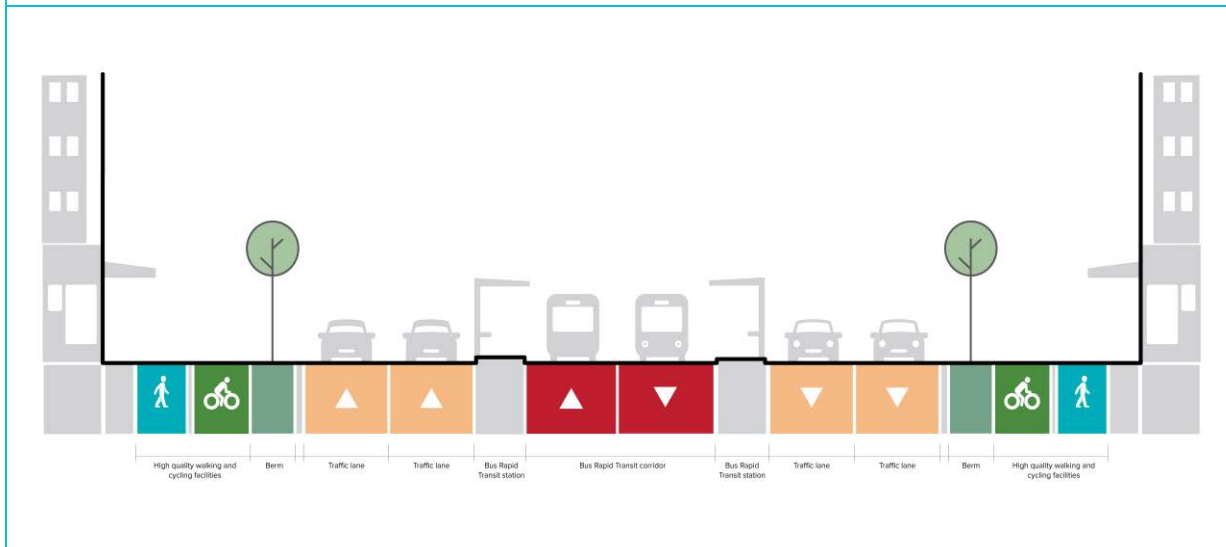 High quality walking and
cycling facilities
Berm
Traffic lane
Traffic lane
Bus Rapid
Transit station
Bus Rapid Transit corridor
Bus Rapid
Transit station
Traffic lane
Traffic lane
Berm
High quality walking and
cycling facilities